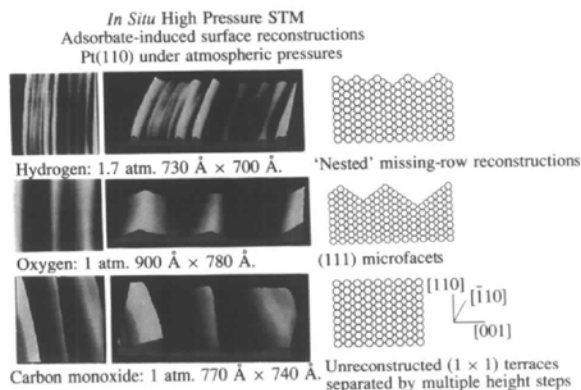 In Situ High Pressure STM
Adsorbate-induced surface reconstructions
Pt(110) under atmospheric pressures
Hydrogen: 1.7 atm. 730 Å × 700 Å.
'Nested' missing-row reconstructions
Oxygen: 1 atm. 900 Å × 780 Å.
(111) microfacets
[110]
[1̄10]
[001]
Carbon monoxide: 1 atm. 770 Å × 740 Å.
Unreconstructed (1 × 1) terraces
separated by multiple height steps